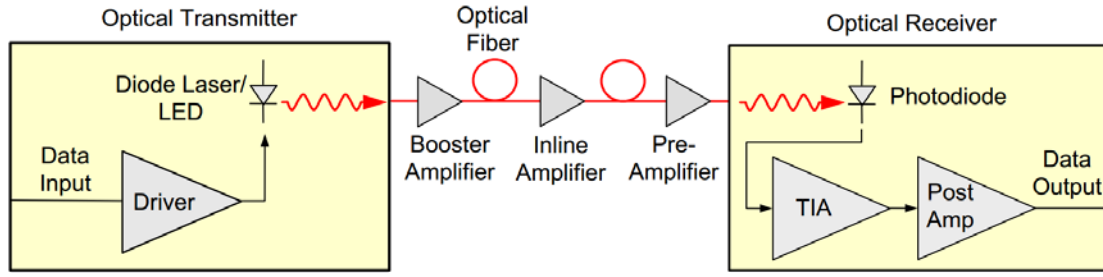 Optical Transmitter
Optical
Fiber
Optical Receiver
Diode Laser/
LED
Photodiode
Booster
Amplifier
Inline
Amplifier
Pre-
Amplifier
Data
Input
Driver
TIA
Post
Amp
Data
Output